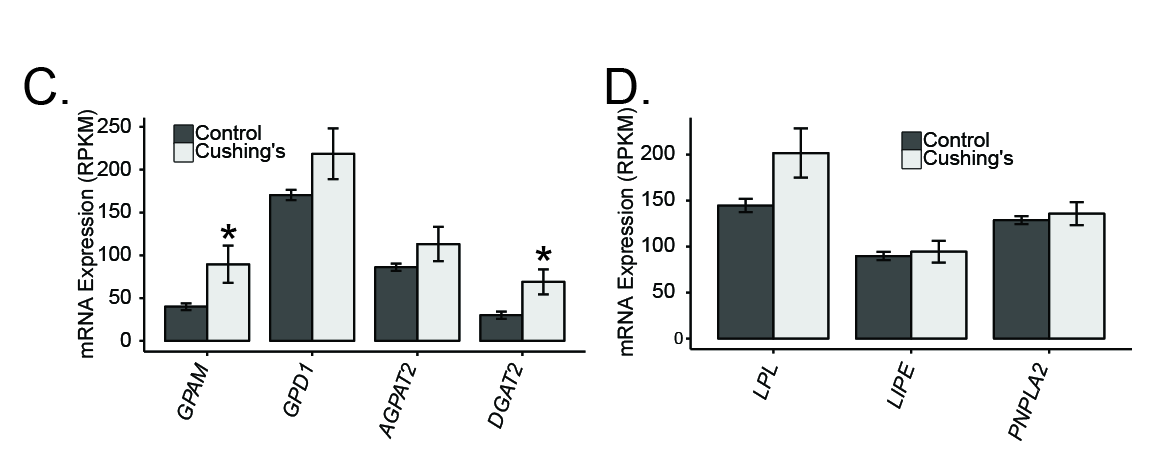 C.
mRNA Expression (RPKM)
250
200
150
100
50
0
Control
Cushing's
*
*
GPAM
GPD1
AGPAT2
DGAT2
D.
mRNA Expression (RPKM)
200
150
100
50
0
Control
Cushing's
LPL
LIPE
PNPLA2